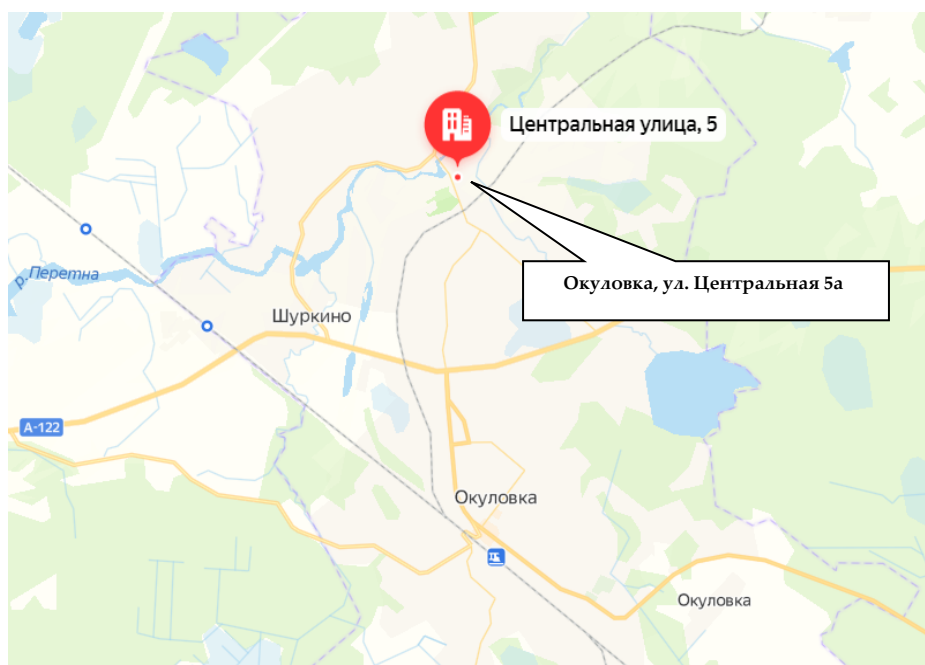 Центральная улица, 5
р.Перетна
Окуловка, ул. Центральная 5а
Шуркино
А-122
Окуловка
Окуловка